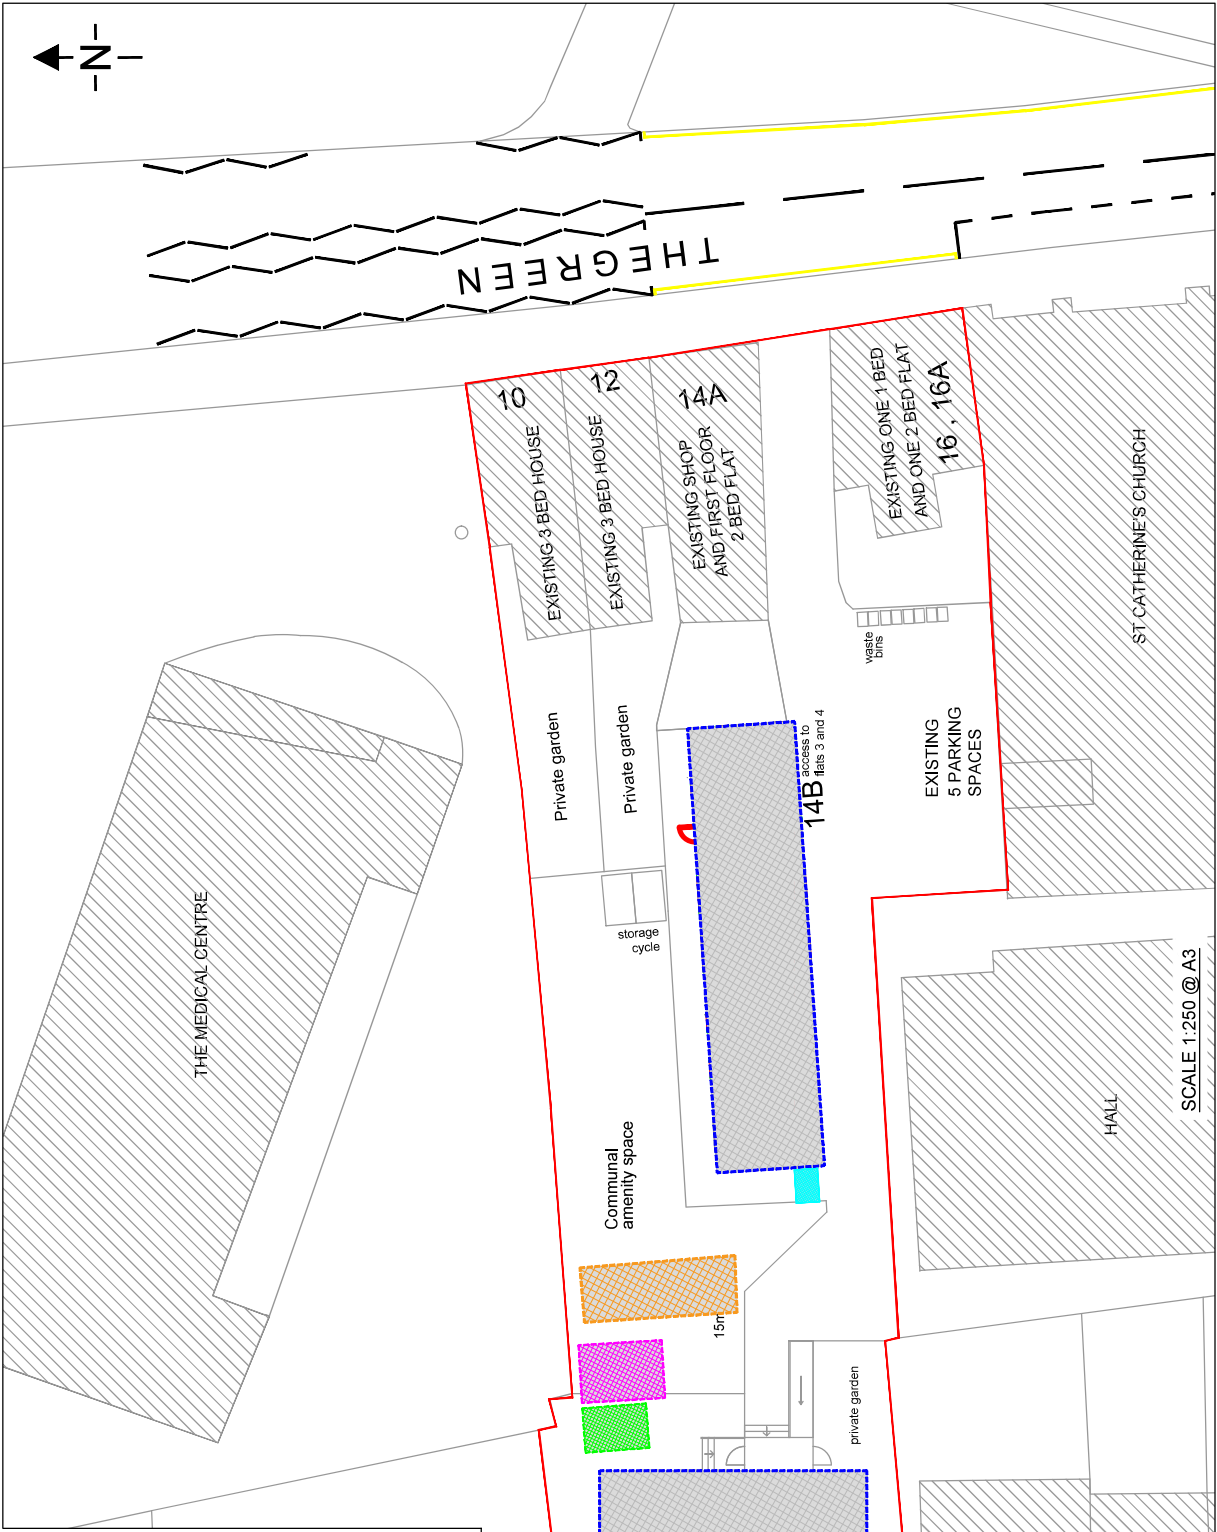 N
THE GREEN
10
EXISTING 3 BED HOUSE
12
EXISTING 3 BED HOUSE
14A
EXISTING SHOP
AND FIRST FLOOR
2 BED FLAT
EXISTING ONE 1 BED
AND ONE 2 BED FLAT
16 , 16A
ST CATHERINE'S CHURCH
waste
bins
Private garden
Private garden
14B
access to
flats 3 and 4
EXISTING
5 PARKING
SPACES
THE MEDICAL CENTRE
storage
cycle
Communal
amenity space
HALL
SCALE 1:250 @ A3
15m
private garden